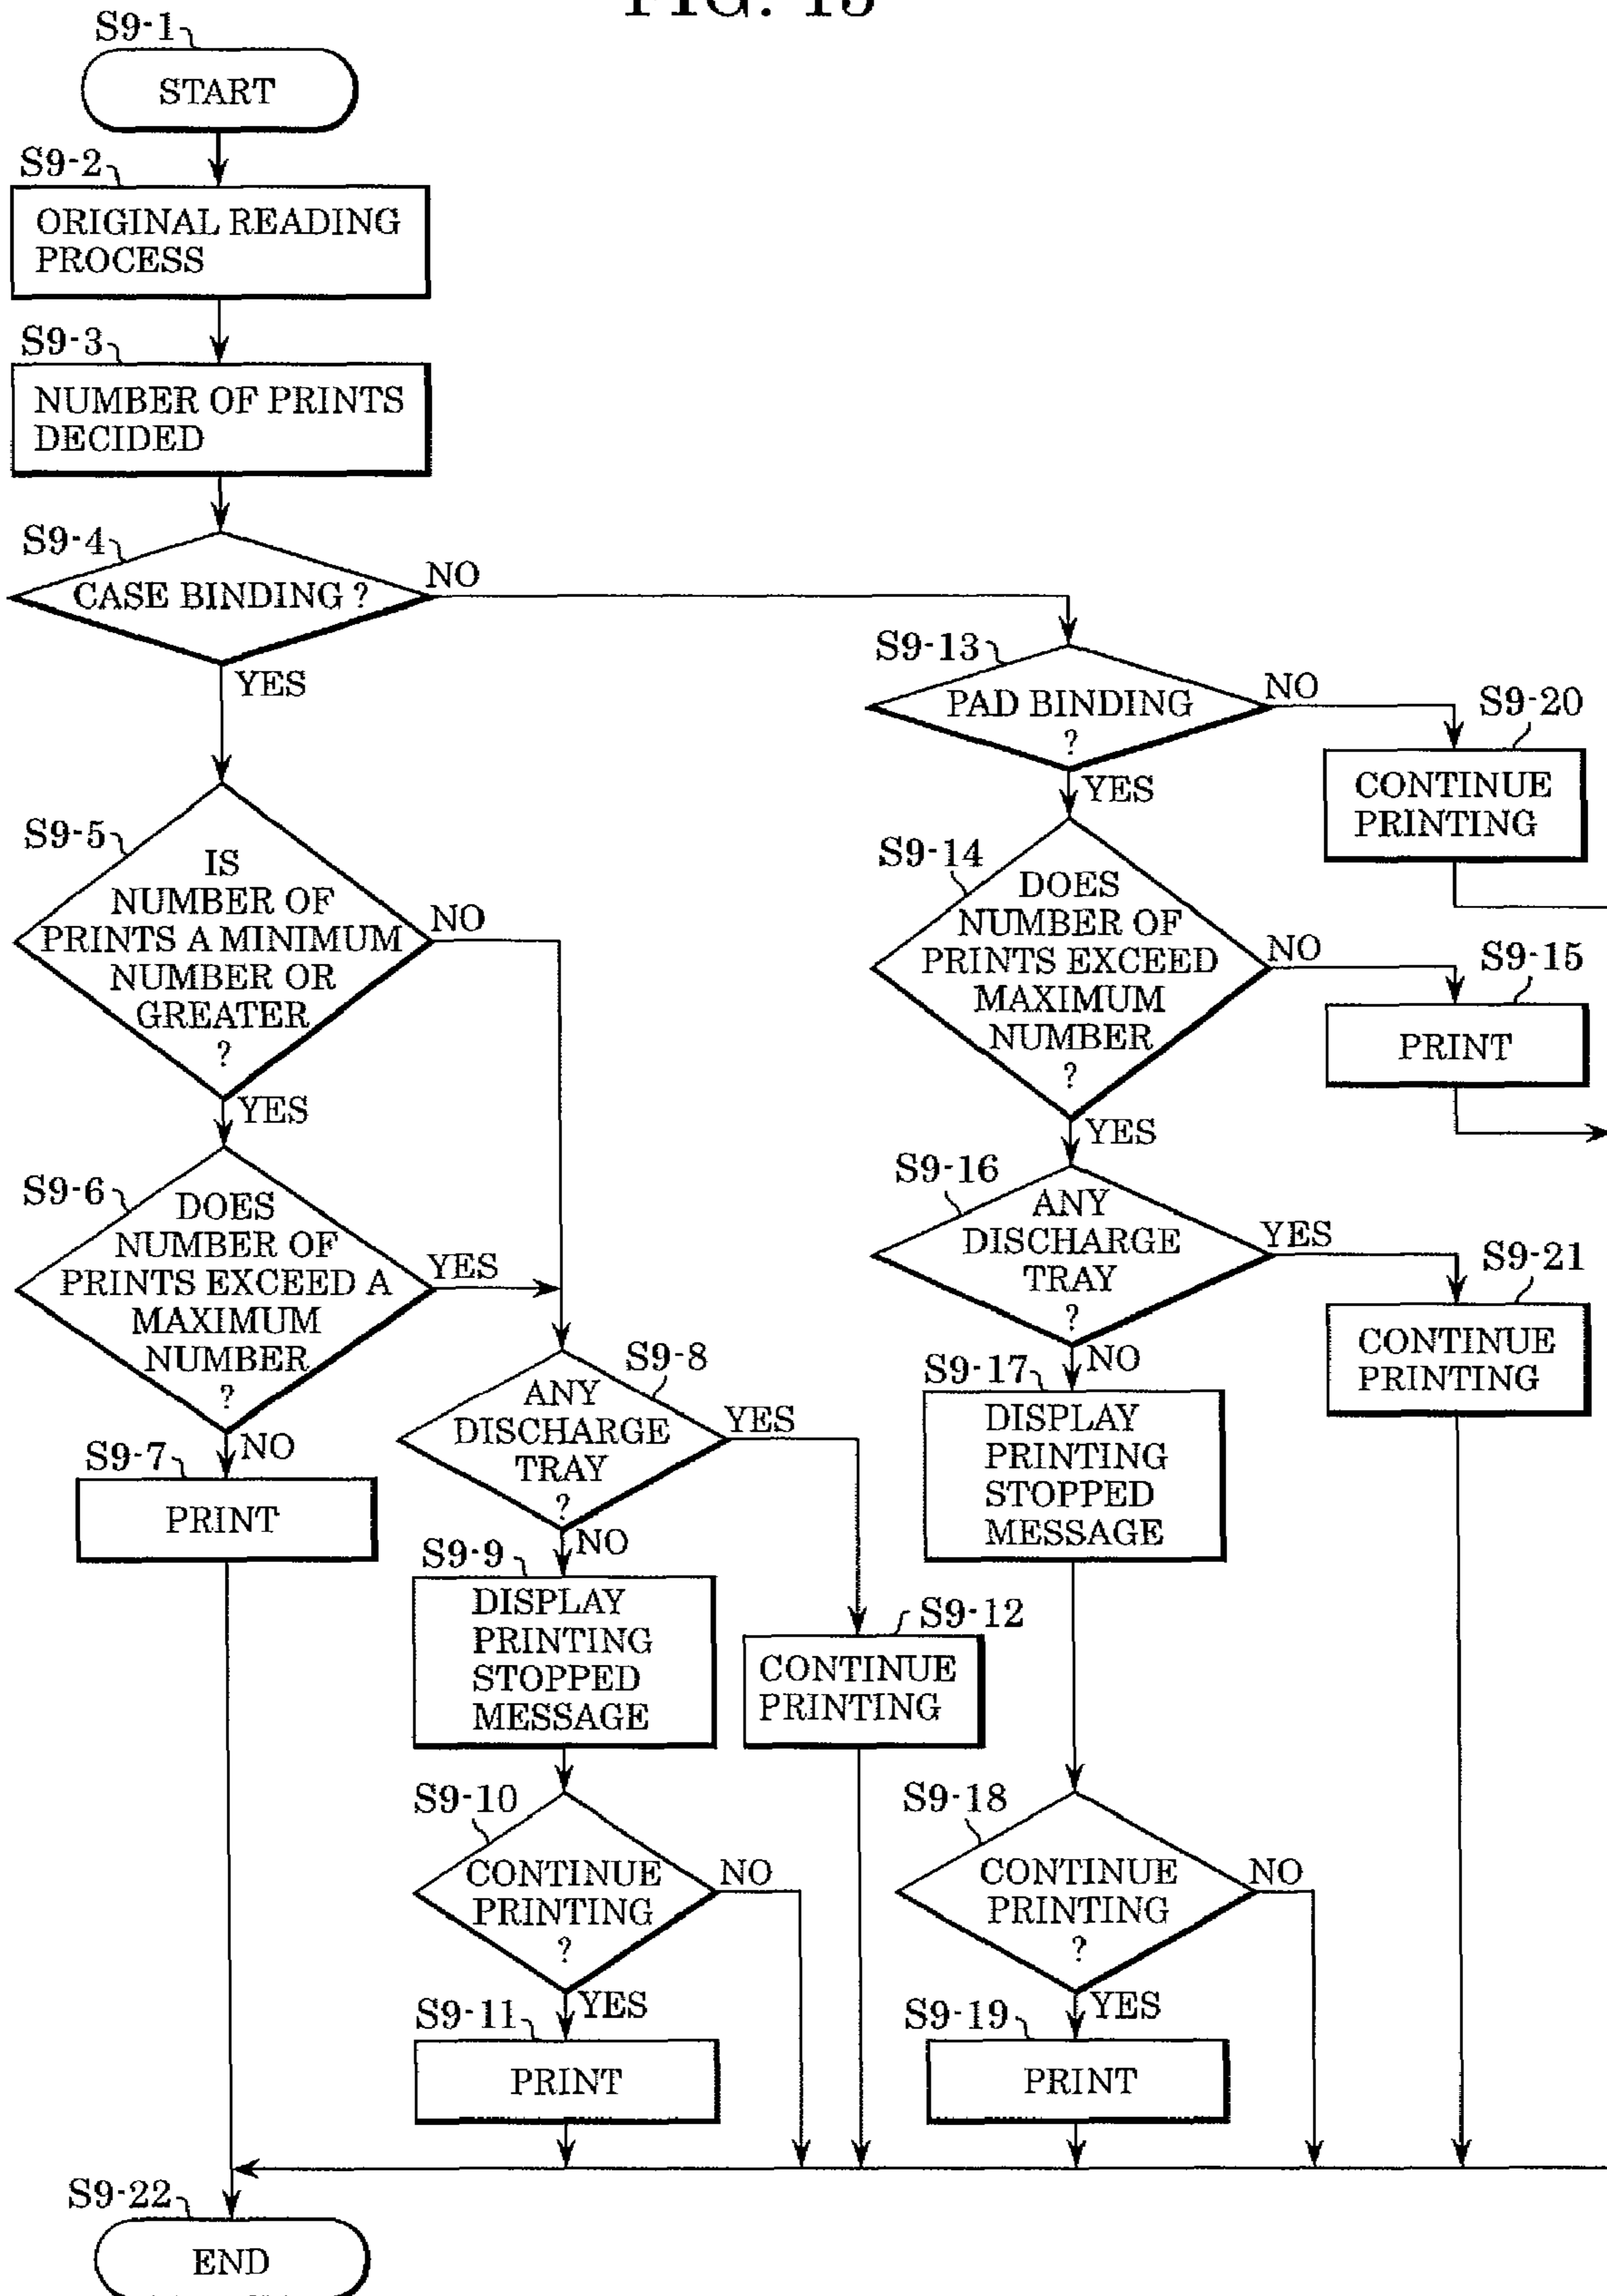 FIG. 15
S9-1
START
S9-2
ORIGINAL READING
PROCESS
S9-3
NUMBER OF PRINTS
DECIDED
S9-4
CASE BINDING ?
NO
YES
S9-5
IS
NUMBER OF
PRINTS A MINIMUM
NUMBER OR
GREATER
?
NO
YES
S9-6
DOES
NUMBER OF
PRINTS EXCEED A
MAXIMUM
NUMBER
?
YES
NO
S9-7
PRINT
S9-8
ANY
DISCHARGE
TRAY
?
YES
NO
S9-9
DISPLAY
PRINTING
STOPPED
MESSAGE
S9-10
CONTINUE
PRINTING
?
NO
YES
S9-11
PRINT
S9-12
CONTINUE
PRINTING
S9-13
PAD BINDING
?
NO
YES
S9-14
DOES
NUMBER OF
PRINTS EXCEED
MAXIMUM
NUMBER
?
NO
YES
S9-15
PRINT
S9-16
ANY
DISCHARGE
TRAY
?
YES
NO
S9-17
DISPLAY
PRINTING
STOPPED
MESSAGE
S9-18
CONTINUE
PRINTING
?
NO
YES
S9-19
PRINT
S9-20
CONTINUE
PRINTING
S9-21
CONTINUE
PRINTING
S9-22
END